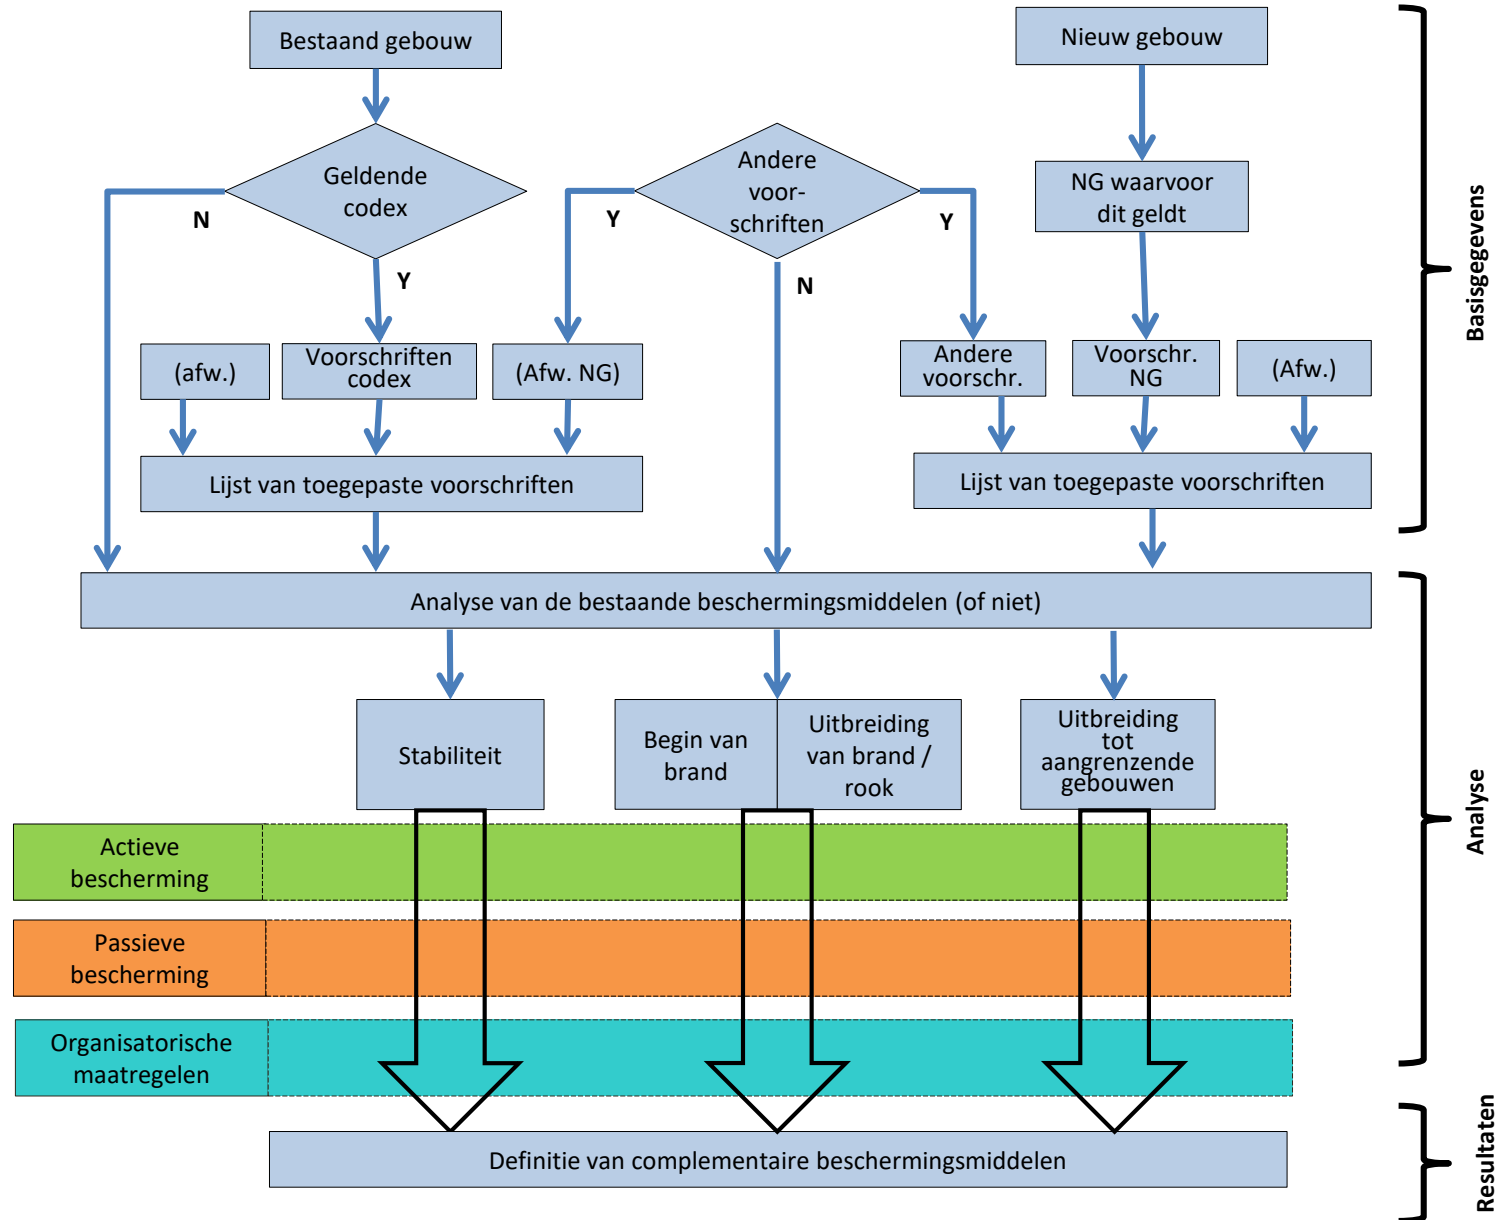 Bestaand gebouw
Nieuw gebouw
Geldende
codex
N
Y
Andere
voor-
schriften
Y
Y
N
NG waarvoor
dit geldt
(afw.)
Voorschriften
codex
(Afw. NG)
Andere
voorschr.
Voorschr.
NG
(Afw.)
Lijst van toegepaste voorschriften
Lijst van toegepaste voorschriften
Basisgegevens
Analyse van de bestaande beschermingsmiddelen (of niet)
Stabiliteit
Begin van
brand
Uitbreiding
van brand /
rook
Uitbreiding
tot
aangrenzende
gebouwen
Actieve
bescherming
Passieve
bescherming
Organisatorische
maatregelen
Analyse
Definitie van complementaire beschermingsmiddelen
Resultaten